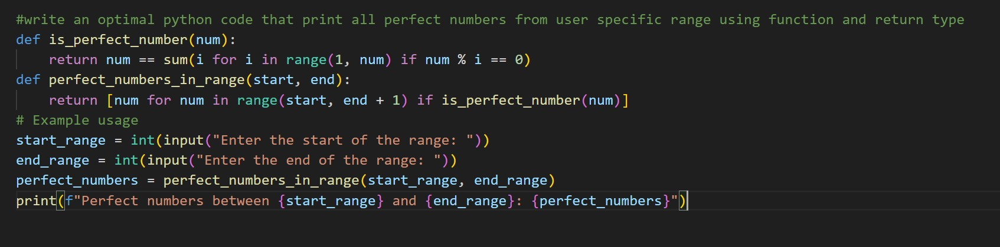 #write an optimal python code that print all perfect numbers from user specific range using function and return type
def is_perfect_number(num):
    return num == sum(i for i in range(1, num) if num % i == 0)
def perfect_numbers_in_range(start, end):
    return [num for num in range(start, end + 1) if is_perfect_number(num)]
# Example usage
start_range = int(input("Enter the start of the range: "))
end_range = int(input("Enter the end of the range: "))
perfect_numbers = perfect_numbers_in_range(start_range, end_range)
print(f"Perfect numbers between {start_range} and {end_range}: {perfect_numbers}")